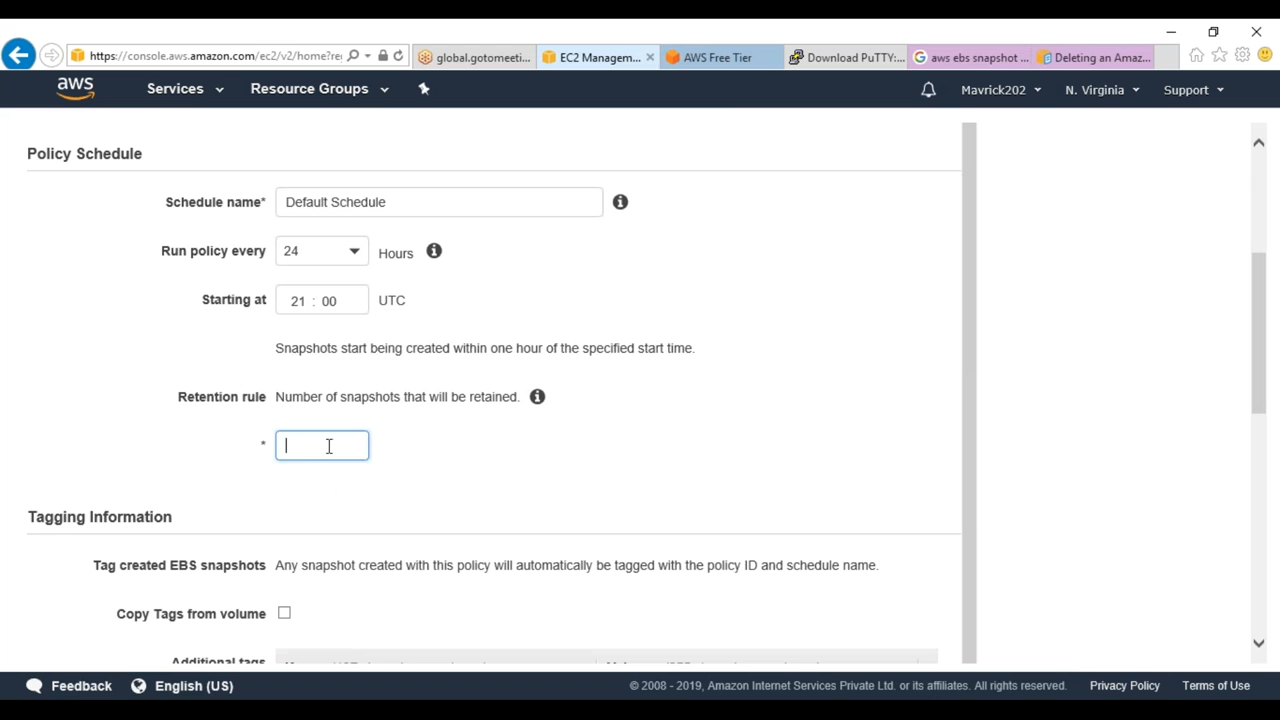 https://console.aws.amazon.com/ec2/v2/home?re
global.gotomeeti...
EC2 Managem...
AWS Free Tier
Download PuTTY:...
aws ebs snapshot ...
Deleting an Amaz...
aws
Services
Resource Groups
Mavrick202
N. Virginia
Support
Policy Schedule
Schedule name*
Default Schedule
Run policy every
24
Hours
Starting at
21 : 00
UTC
Snapshots start being created within one hour of the specified start time.
Retention rule
Number of snapshots that will be retained.
*
Tagging Information
Tag created EBS snapshots
Any snapshot created with this policy will automatically be tagged with the policy ID and schedule name.
Copy Tags from volume
Additional tags
Feedback
English (US)
© 2008 - 2019, Amazon Internet Services Private Ltd. or its affiliates. All rights reserved.
Privacy Policy
Terms of Use